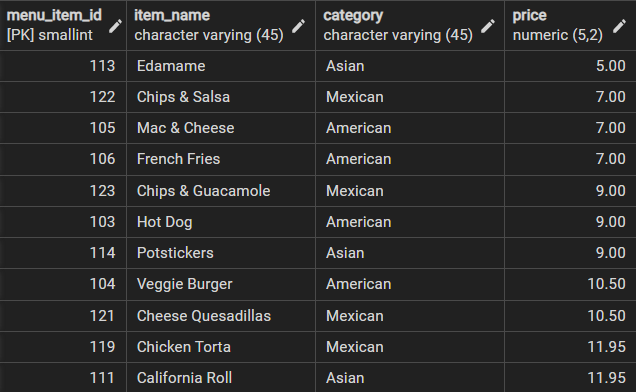 menu_item_id item_name category price
[PK] smallint character varying (45) character varying (45) numeric (5,2)
113 Edamame Asian 5.00
122 Chips & Salsa Mexican 7.00
105 Mac & Cheese American 7.00
106 French Fries American 7.00
123 Chips & Guacamole Mexican 9.00
103 Hot Dog American 9.00
114 Potstickers Asian 9.00
104 Veggie Burger American 10.50
121 Cheese Quesadillas Mexican 10.50
119 Chicken Torta Mexican 11.95
111 California Roll Asian 11.95